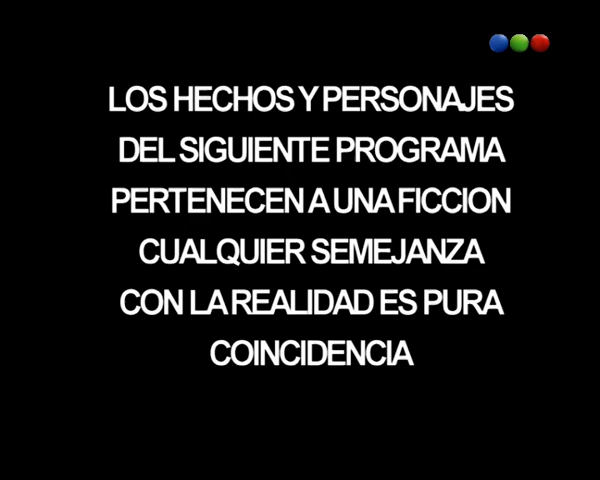 LOS HECHOS Y PERSONAJES
DEL SIGUIENTE PROGRAMA
PERTENECEN A UNA FICCION
CUALQUIER SEMEJANZA
CON LA REALIDAD ES PURA
COINCIDENCIA